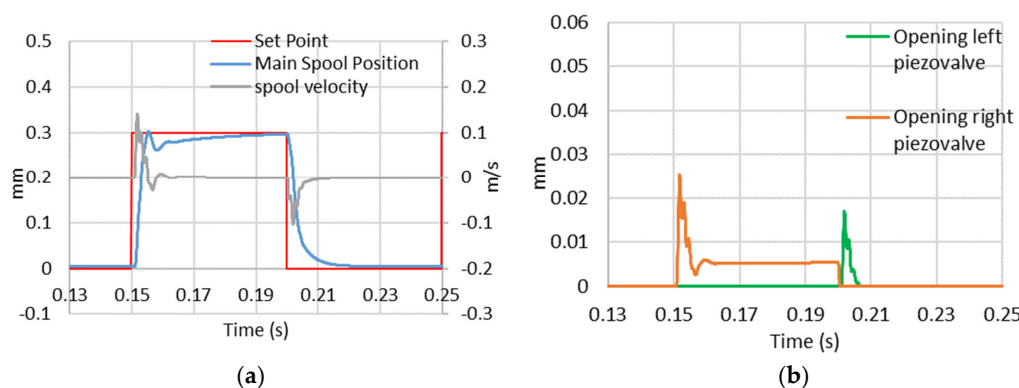 0.5
0.4
0.3
0.2
0.1
0
-0.1
mm
Set Point
Main Spool Position
spool velocity
0.3
0.2
0.1
0
-0.1
-0.2
-0.3
m/s
0.13 0.15 0.17 0.19 0.21 0.23 0.25
Time (s)
(a)
0.06
0.05
0.04
0.03
0.02
0.01
0
mm
Opening left
piezovalve
Opening right
piezovalve
0.13 0.15 0.17 0.19 0.21 0.23 0.25
Time (s)
(b)